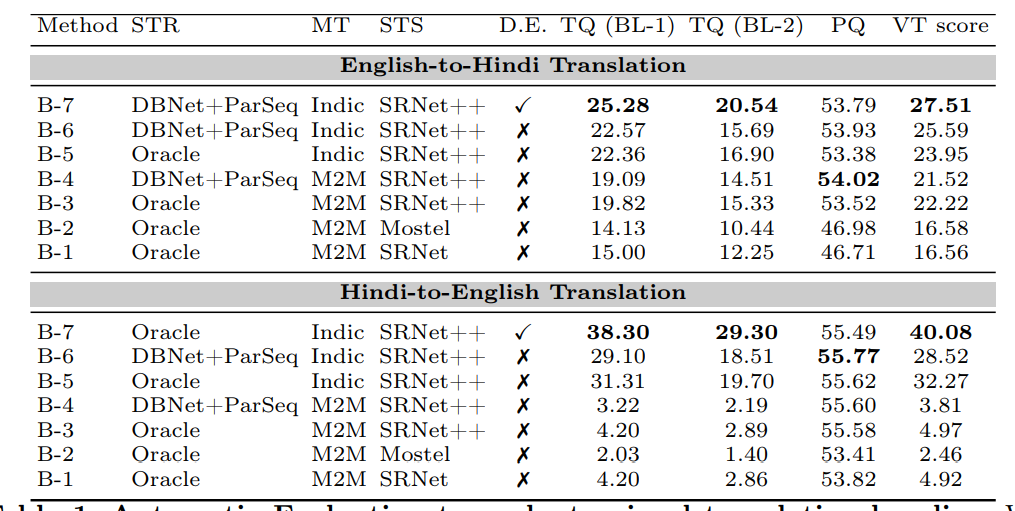 Method STR MT STS D.E. TQ (BL-1) TQ (BL-2) PQ VT score
English-to-Hindi Translation
B-7 DBNet+ParSeq Indic SRNet++ ✓ 25.28 20.54 53.79 27.51
B-6 DBNet+ParSeq Indic SRNet++ ✗ 22.57 15.69 53.93 25.59
B-5 Oracle Indic SRNet++ ✗ 22.36 16.90 53.38 23.95
B-4 DBNet+ParSeq M2M SRNet++ ✗ 19.09 14.51 54.02 21.52
B-3 Oracle M2M SRNet++ ✗ 19.82 15.33 53.52 22.22
B-2 Oracle M2M Mostel ✗ 14.13 10.44 46.98 16.58
B-1 Oracle M2M SRNet ✗ 15.00 12.25 46.71 16.56
Hindi-to-English Translation
B-7 Oracle Indic SRNet++ ✓ 38.30 29.30 55.49 40.08
B-6 DBNet+ParSeq Indic SRNet++ ✗ 29.10 18.51 55.77 28.52
B-5 Oracle Indic SRNet++ ✗ 31.31 19.70 55.62 32.27
B-4 DBNet+ParSeq M2M SRNet++ ✗ 3.22 2.19 55.60 3.81
B-3 Oracle M2M SRNet++ ✗ 4.20 2.89 55.58 4.97
B-2 Oracle M2M Mostel ✗ 2.03 1.40 53.41 2.46
B-1 Oracle M2M SRNet ✗ 4.20 2.86 53.82 4.92